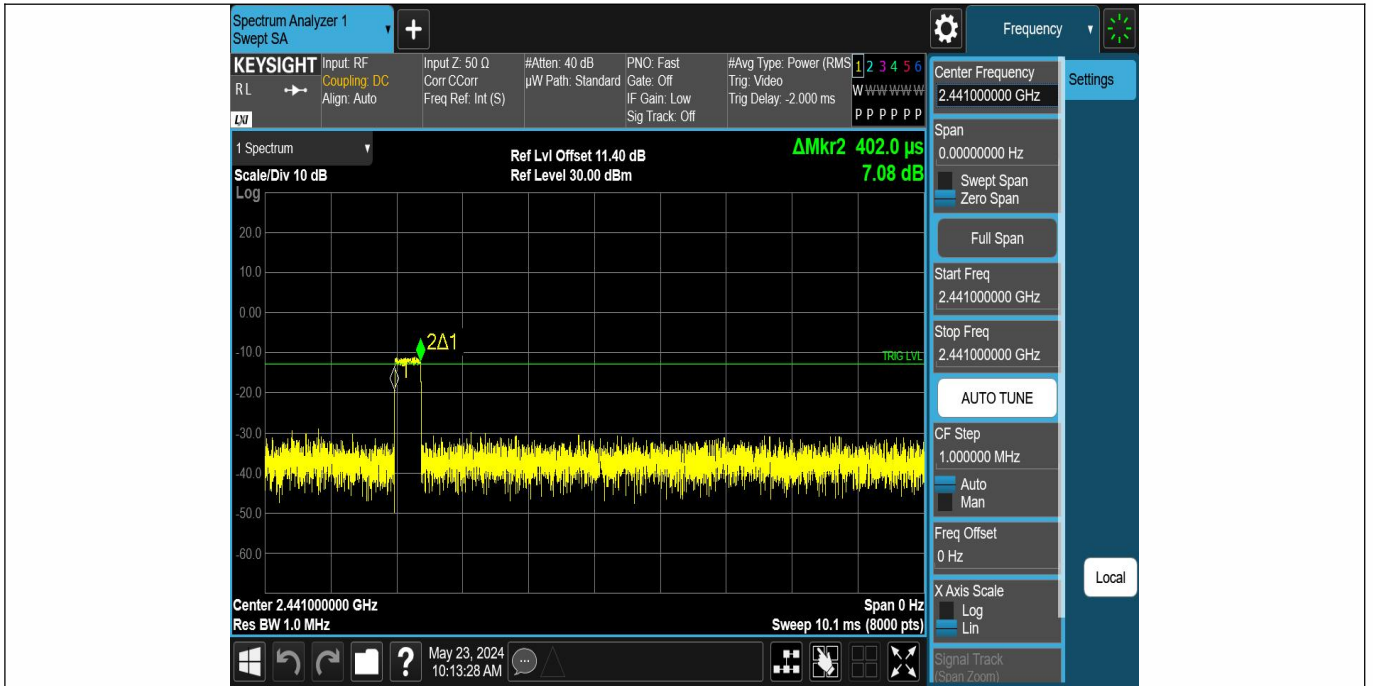 Spectrum Analyzer 1
Swept SA
+
Frequency
KEYSIGHT
RL
LXI
Input: RF
Coupling: DC
Align: Auto
Input Z: 50 Ω
Corr CCorr
Freq Ref: Int (S)
#Atten: 40 dB
µW Path: Standard
PNO: Fast
Gate: Off
IF Gain: Low
Sig Track: Off
#Avg Type: Power (RMS
Trig: Video
Trig Delay: -2.000 ms
1 2 3 4 5 6
W W W W W W
P P P P P P
1 Spectrum
Scale/Div 10 dB
Ref Lvl Offset 11.40 dB
Ref Level 30.00 dBm
ΔMkr2 402.0 µs
7.08 dB
Log
20.0
10.0
0.00
-10.0
-20.0
-30.0
-40.0
-50.0
-60.0
2Δ1
TRIG LVL
Center 2.441000000 GHz
Res BW 1.0 MHz
Span 0 Hz
Sweep 10.1 ms (8000 pts)
Center Frequency
2.441000000 GHz
Settings
Span
0.00000000 Hz
Swept Span
Zero Span
Full Span
Start Freq
2.441000000 GHz
Stop Freq
2.441000000 GHz
AUTO TUNE
CF Step
1.000000 MHz
Auto
Man
Freq Offset
0 Hz
X Axis Scale
Log
Lin
Local
Signal Track
(Span Zoom)
?
May 23, 2024
10:13:28 AM